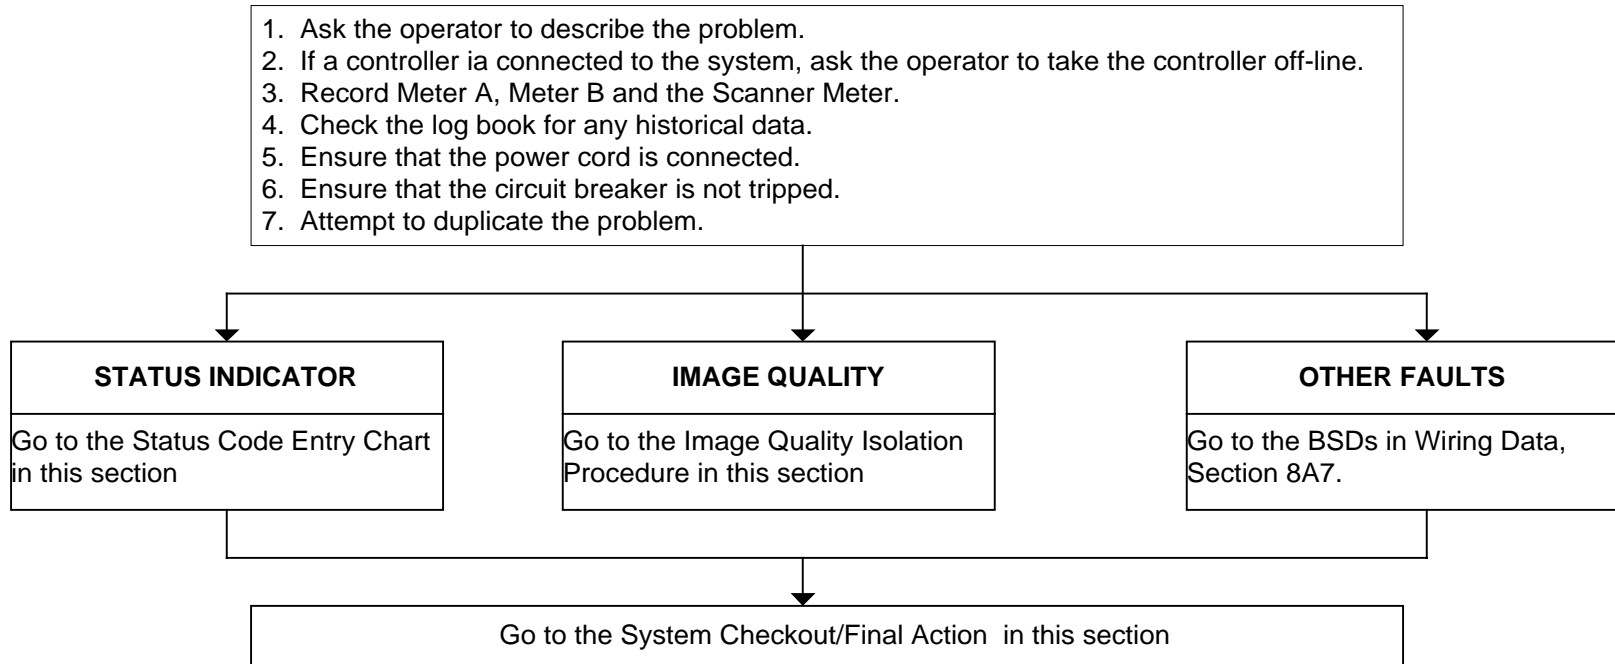 1. Ask the operator to describe the problem.
2. If a controller ia connected to the system, ask the operator to take the controller off-line.
3. Record Meter A, Meter B and the Scanner Meter.
4. Check the log book for any historical data.
5. Ensure that the power cord is connected.
6. Ensure that the circuit breaker is not tripped.
7. Attempt to duplicate the problem.
STATUS INDICATOR
Go to the Status Code Entry Chart
in this section
IMAGE QUALITY
Go to the Image Quality Isolation
Procedure in this section
OTHER FAULTS
Go to the BSDs in Wiring Data,
Section 8A7.
Go to the System Checkout/Final Action in this section